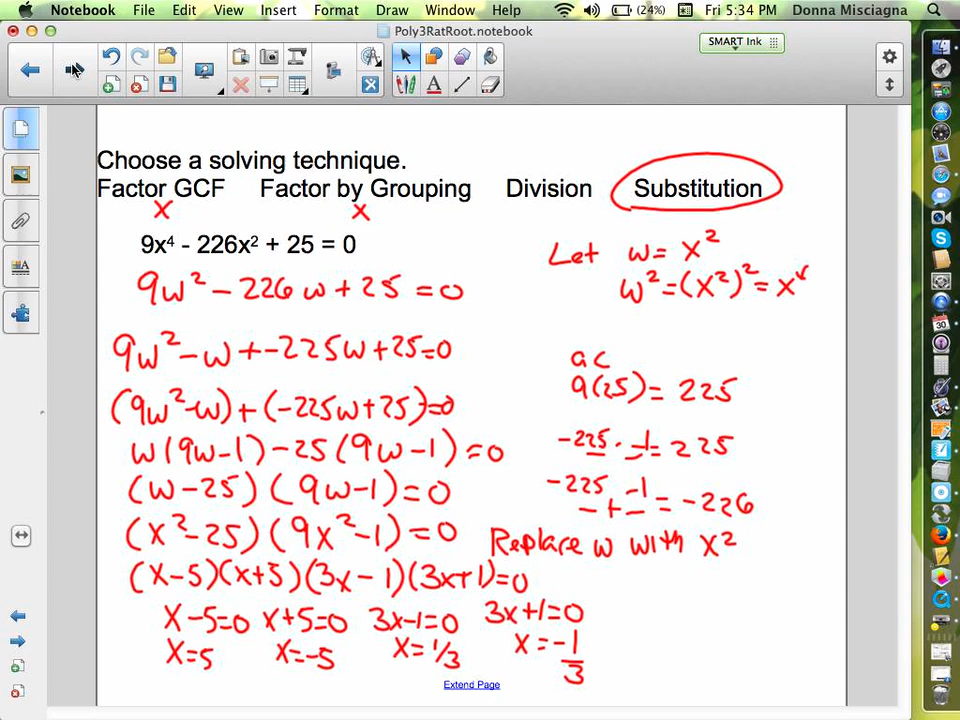 Notebook File Edit View Insert Format Draw Window Help (24%) Fri 5:34 PM Donna Misciagna
Poly3RatRoot.notebook
SMART Ink
Choose a solving technique.
Factor GCF Factor by Grouping Division Substitution
x x
9x⁴ - 226x² + 25 = 0
Let w = x²
w² = (x²)² = x⁴
9w² - 226w + 25 = 0
9w² - w + -225w + 25 = 0
ac
9(25) = 225
(9w² - w) + (-225w + 25) = 0
w(9w - 1) - 25(9w - 1) = 0
-225 · -1 = 225
(w - 25)(9w - 1) = 0
-225 + -1 = -226
(x² - 25)(9x² - 1) = 0
Replace w with x²
(x - 5)(x + 5)(3x - 1)(3x + 1) = 0
x - 5 = 0 x + 5 = 0 3x - 1 = 0 3x + 1 = 0
x = 5 x = -5 x = 1/3 x = -1/3
Extend Page